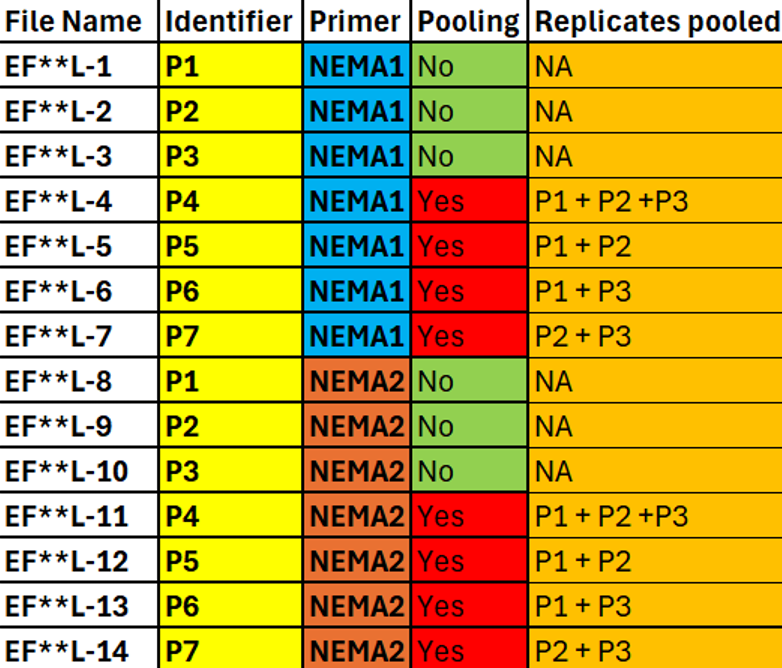 File Name Identifier Primer Pooling Replicates pooled
EF**L-1 P1 NEMA1 No NA
EF**L-2 P2 NEMA1 No NA
EF**L-3 P3 NEMA1 No NA
EF**L-4 P4 NEMA1 Yes P1 + P2 +P3
EF**L-5 P5 NEMA1 Yes P1 + P2
EF**L-6 P6 NEMA1 Yes P1 + P3
EF**L-7 P7 NEMA1 Yes P2 + P3
EF**L-8 P1 NEMA2 No NA
EF**L-9 P2 NEMA2 No NA
EF**L-10 P3 NEMA2 No NA
EF**L-11 P4 NEMA2 Yes P1 + P2 +P3
EF**L-12 P5 NEMA2 Yes P1 + P2
EF**L-13 P6 NEMA2 Yes P1 + P3
EF**L-14 P7 NEMA2 Yes P2 + P3